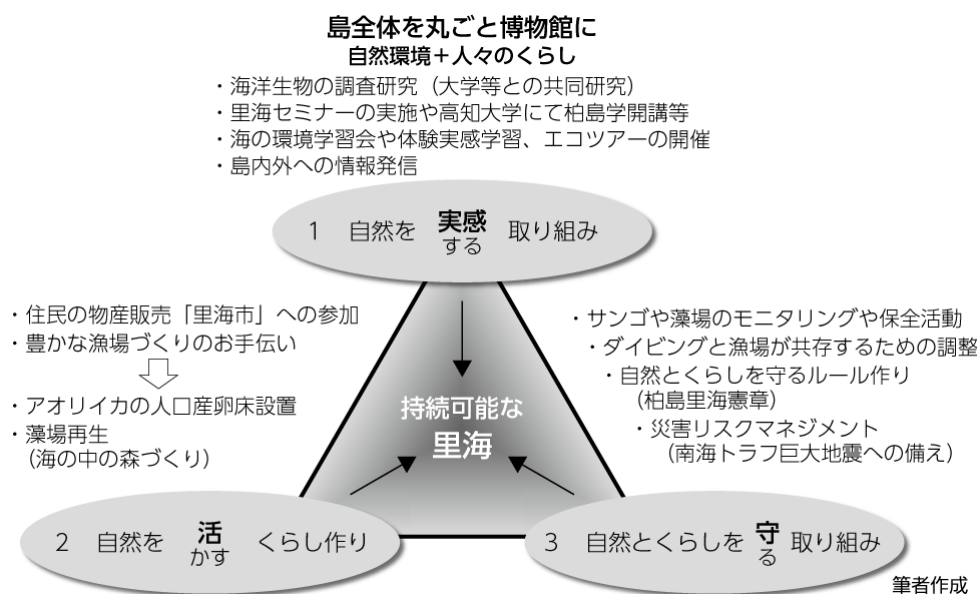 島全体を丸ごと博物館に
自然環境＋人々のくらし
・海洋生物の調査研究（大学等との共同研究）
・里海セミナーの実施や高知大学にて柏島学開講等
・海の環境学習会や体験実感学習、エコツアーの開催
・島内外への情報発信
1 自然を 実感する 取り組み
・住民の物産販売「里海市」への参加
・豊かな漁場づくりのお手伝い
・アオリイカの人口産卵床設置
・藻場再生
（海の中の森づくり）
・サンゴや藻場のモニタリングや保全活動
・ダイビングと漁場が共存するための調整
・自然とくらしを守るルール作り
（柏島里海憲章）
・災害リスクマネジメント
（南海トラフ巨大地震への備え）
持続可能な
里海
2 自然を 活かす くらし作り
3 自然とくらしを 守る 取り組み
筆者作成